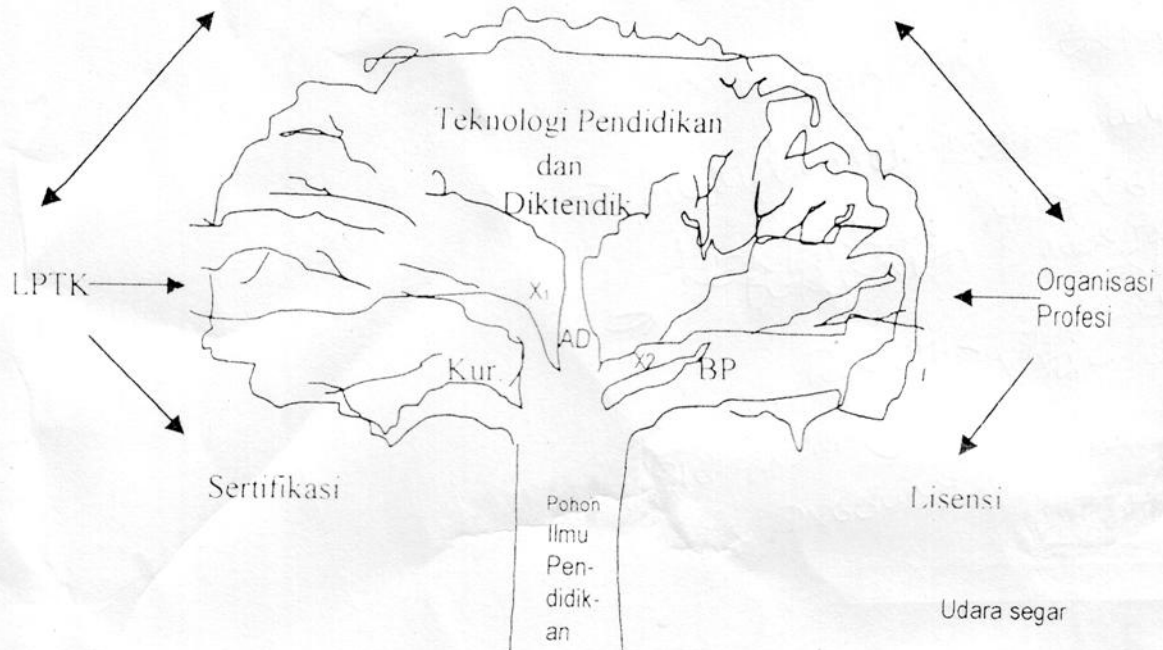 Teknologi Pendidikan
dan
Diktendik
LPTK
Organisasi
Profesi
X1
AD
X2
Kur.
BP
Sertifikasi
Lisensi
Pohon
Ilmu
Pen-
didik-
an
Udara segar